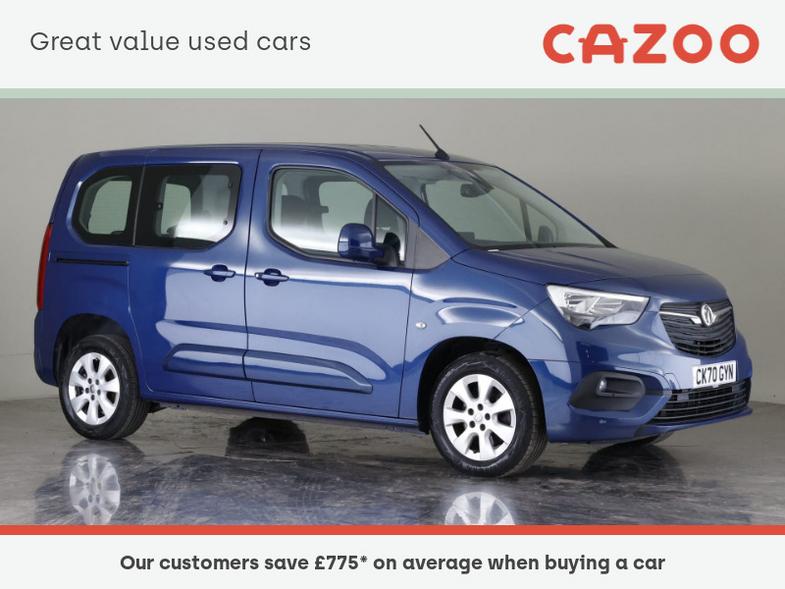 Great value used cars
CAZOO
CK70 GYN
Our customers save £775* on average when buying a car